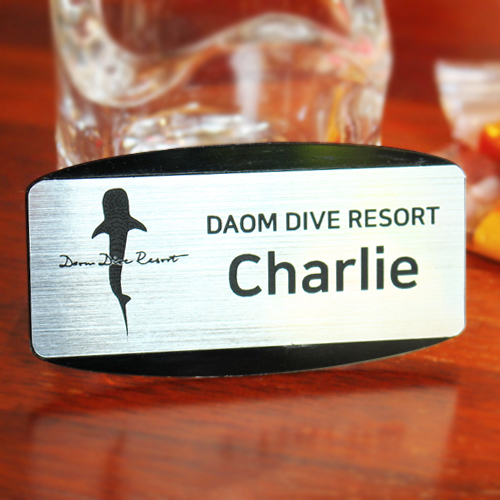 Daom Dive Resort
DAOM DIVE RESORT
Charlie